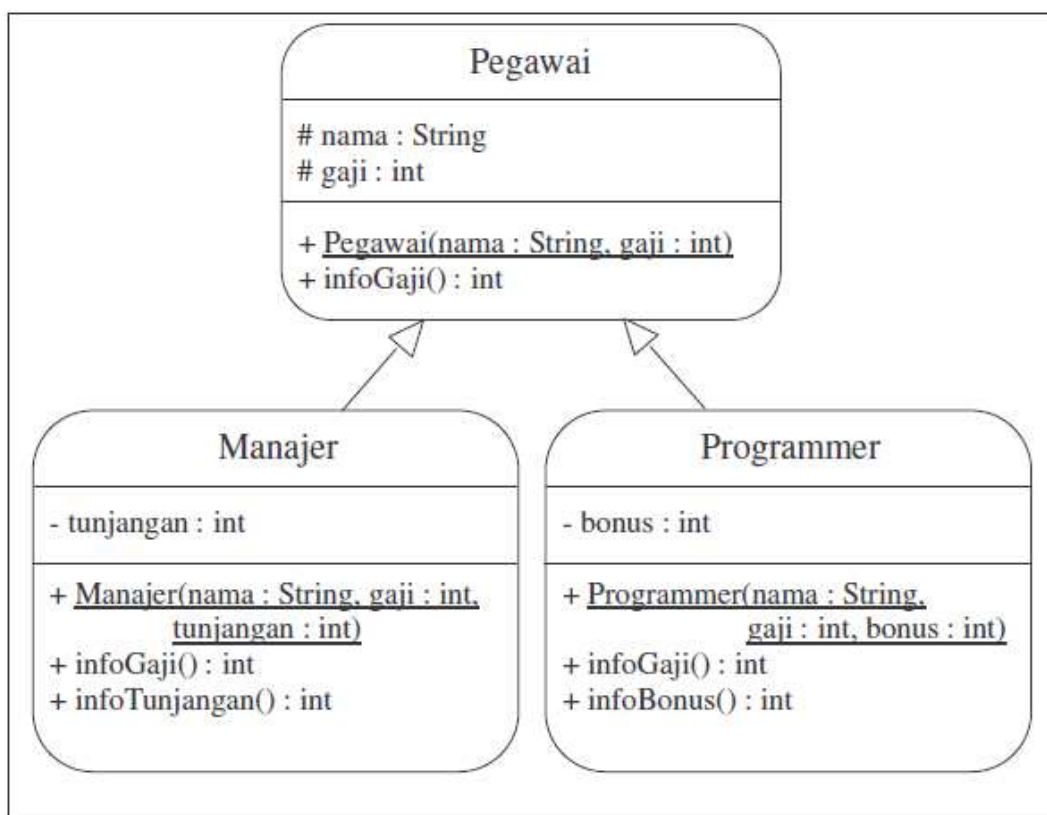 Pegawai
# nama : String
# gaji : int
+ Pegawai(nama : String, gaji : int)
+ infoGaji() : int
Manajer
- tunjangan : int
+ Manajer(nama : String, gaji : int,
tunjangan : int)
+ infoGaji() : int
+ infoTunjangan() : int
Programmer
- bonus : int
+ Programmer(nama : String,
gaji : int, bonus : int)
+ infoGaji() : int
+ infoBonus() : int